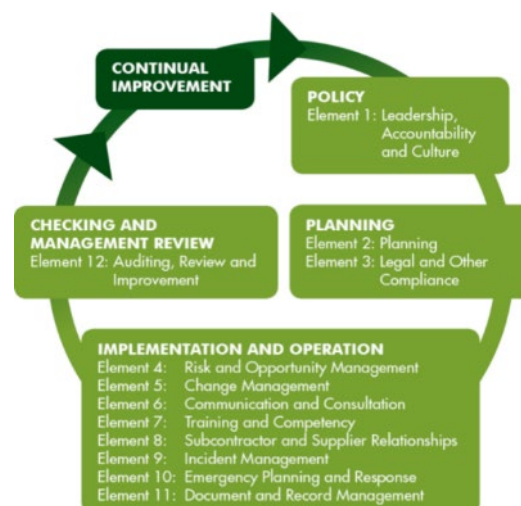 CONTINUAL
IMPROVEMENT
POLICY
Element 1: Leadership,
Accountability
and Culture
CHECKING AND
MANAGEMENT REVIEW
Element 12: Auditing, Review and
Improvement
PLANNING
Element 2: Planning
Element 3: Legal and Other
Compliance
IMPLEMENTATION AND OPERATION
Element 4: Risk and Opportunity Management
Element 5: Change Management
Element 6: Communication and Consultation
Element 7: Training and Competency
Element 8: Subcontractor and Supplier Relationships
Element 9: Incident Management
Element 10: Emergency Planning and Response
Element 11: Document and Record Management